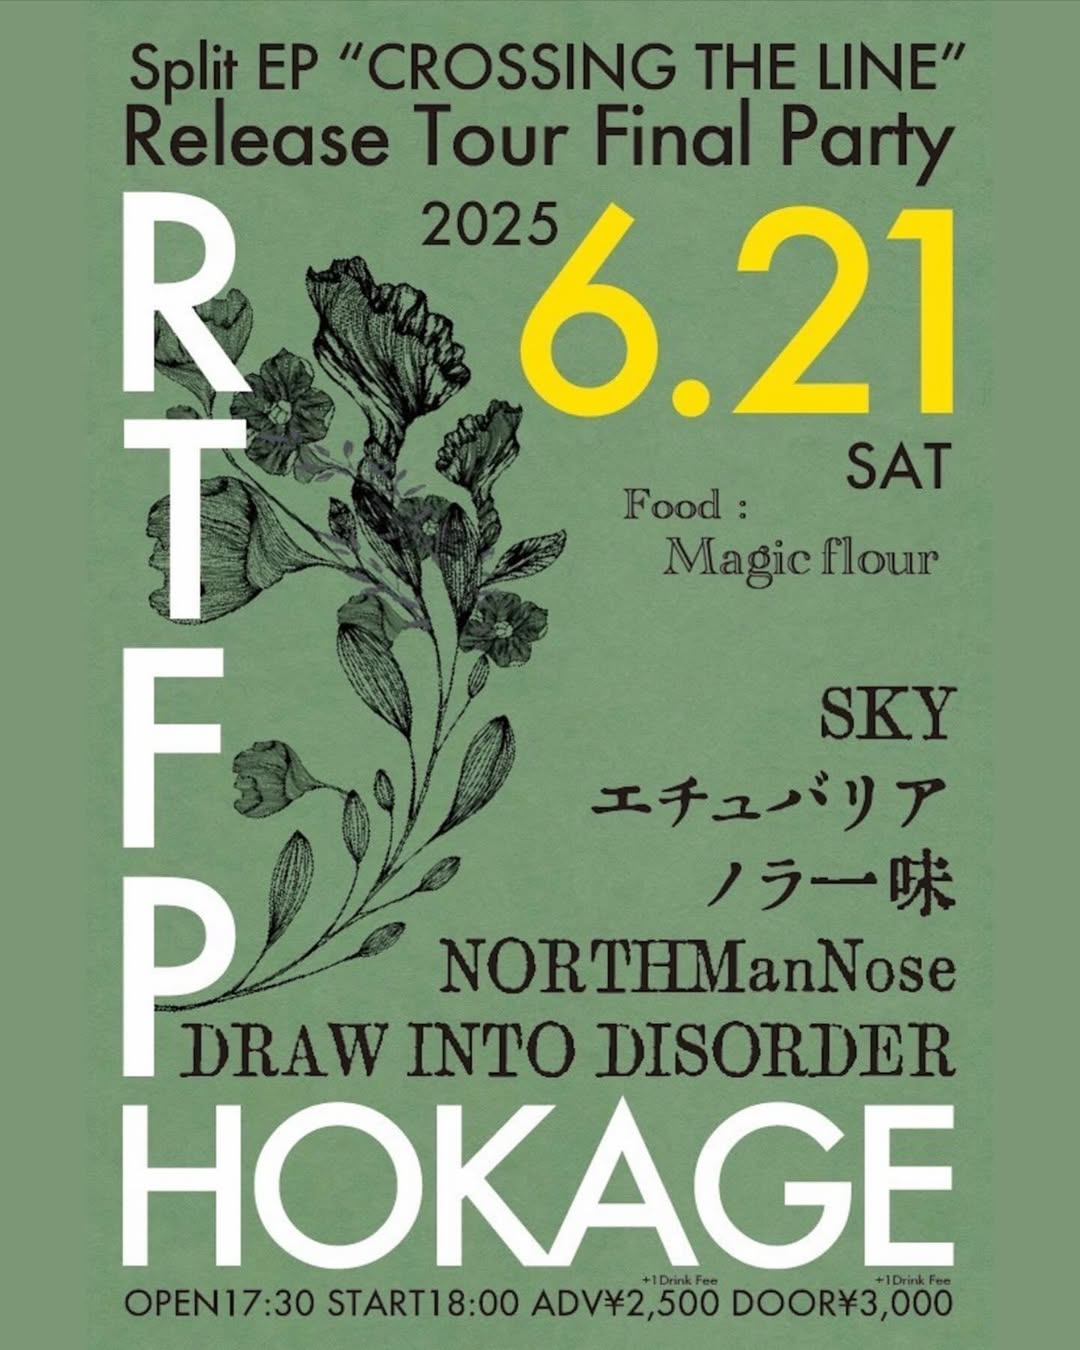 Split EP “CROSSING THE LINE”
Release Tour Final Party
RTFP
2025
6.21
SAT
Food :
Magic flour
SKY
エチュバリア
ノラ一味
NORTHManNose
DRAW INTO DISORDER
HOKAGE
+1Drink Fee +1Drink Fee
OPEN17:30 START18:00 ADV¥2,500 DOOR¥3,000